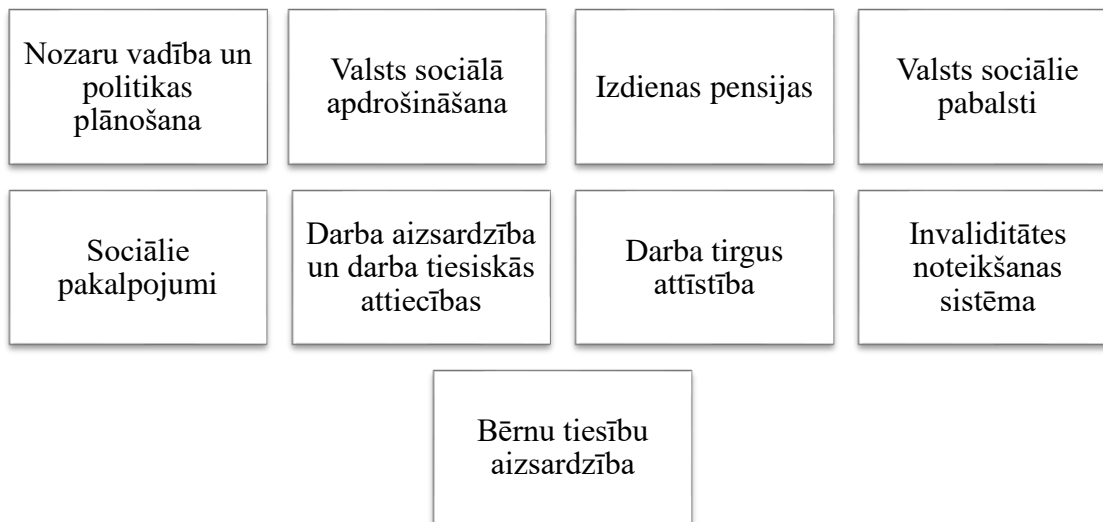 Nozaru vadība un
politikas
plānošana
Valsts sociālā
apdrošināšana
Izdienas pensijas
Valsts sociālie
pabalsti
Sociālie
pakalpojumi
Darba aizsardzība
un darba tiesiskās
attiecības
Darba tirgus
attīstība
Invaliditātes
noteikšanas
sistēma
Bērnu tiesību
aizsardzība